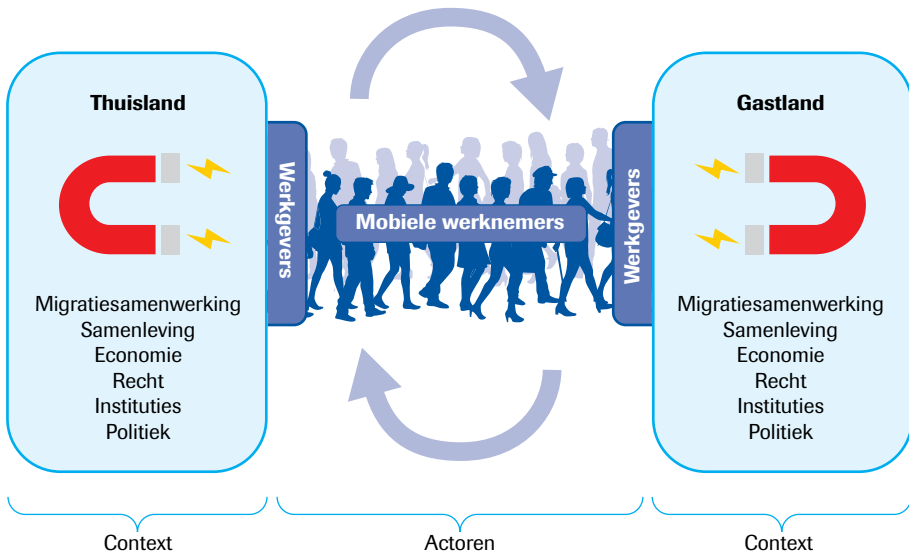 Thuisland
Migratiesamenwerking
Samenleving
Economie
Recht
Instituties
Politiek
Werkgevers
Mobiele werknemers
Werkgevers
Gastland
Migratiesamenwerking
Samenleving
Economie
Recht
Instituties
Politiek
Context
Actoren
Context